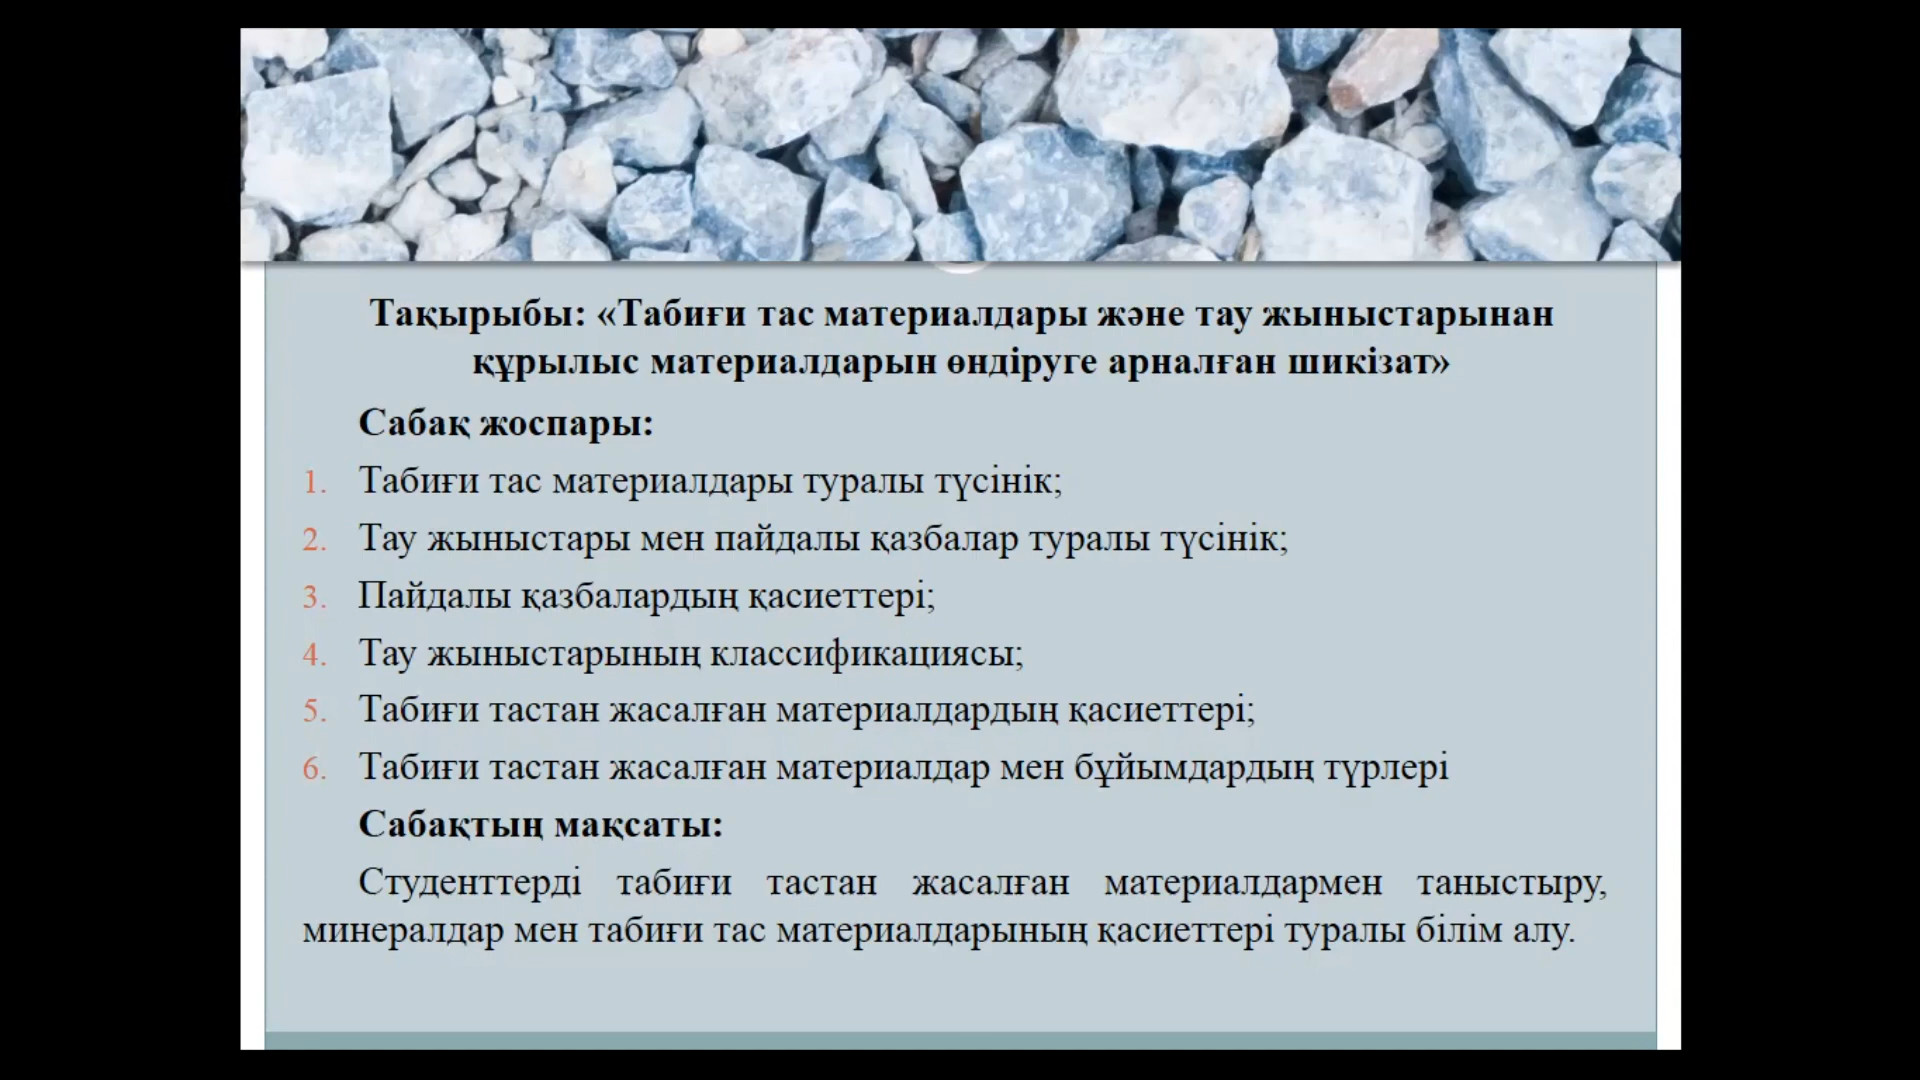 Тақырыбы: «Табиғи тас материалдары және тау жыныстарынан
құрылыс материалдарын өндіруге арналған шикізат»
Сабақ жоспары:
1. Табиғи тас материалдары туралы түсінік;
2. Тау жыныстары мен пайдалы қазбалар туралы түсінік;
3. Пайдалы қазбалардың қасиеттері;
4. Тау жыныстарының классификациясы;
5. Табиғи тастан жасалған материалдардың қасиеттері;
6. Табиғи тастан жасалған материалдар мен бұйымдардың түрлері
Сабақтың мақсаты:
Студенттерді табиғи тастан жасалған материалдармен таныстыру,
минералдар мен табиғи тас материалдарының қасиеттері туралы білім алу.